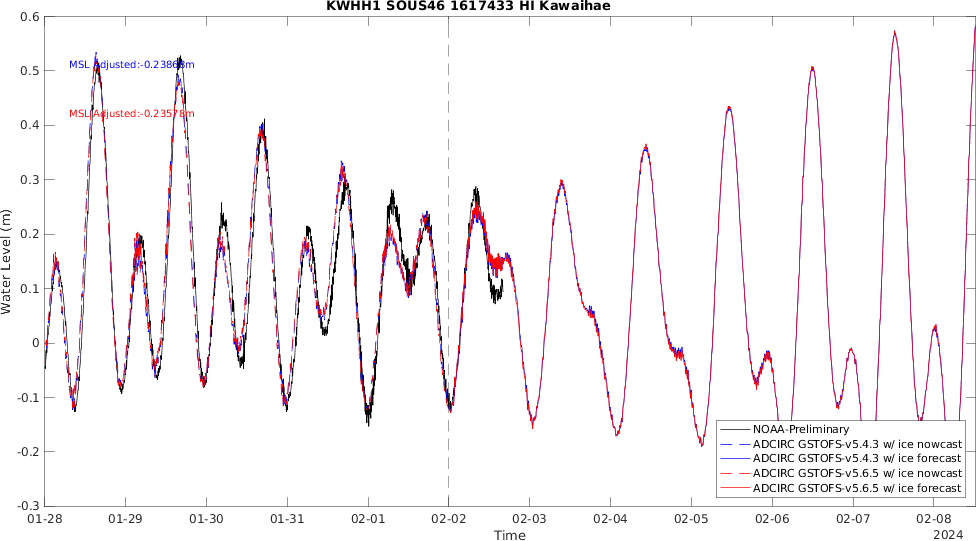 KWHH1 SOUS46 1617433 HI Kawaihae
0.6
0.5
0.4
0.3
0.2
0.1
0
-0.1
-0.2
-0.3
Water Level (m)
MSL Adjusted:-0.23868m
MSL Adjusted:-0.23578m
NOAA-Preliminary
ADCIRC GSTOFS-v5.4.3 w/ ice nowcast
ADCIRC GSTOFS-v5.4.3 w/ ice forecast
ADCIRC GSTOFS-v5.6.5 w/ ice nowcast
ADCIRC GSTOFS-v5.6.5 w/ ice forecast
01-28 01-29 01-30 01-31 02-01 02-02 02-03 02-04 02-05 02-06 02-07 02-08
Time
2024